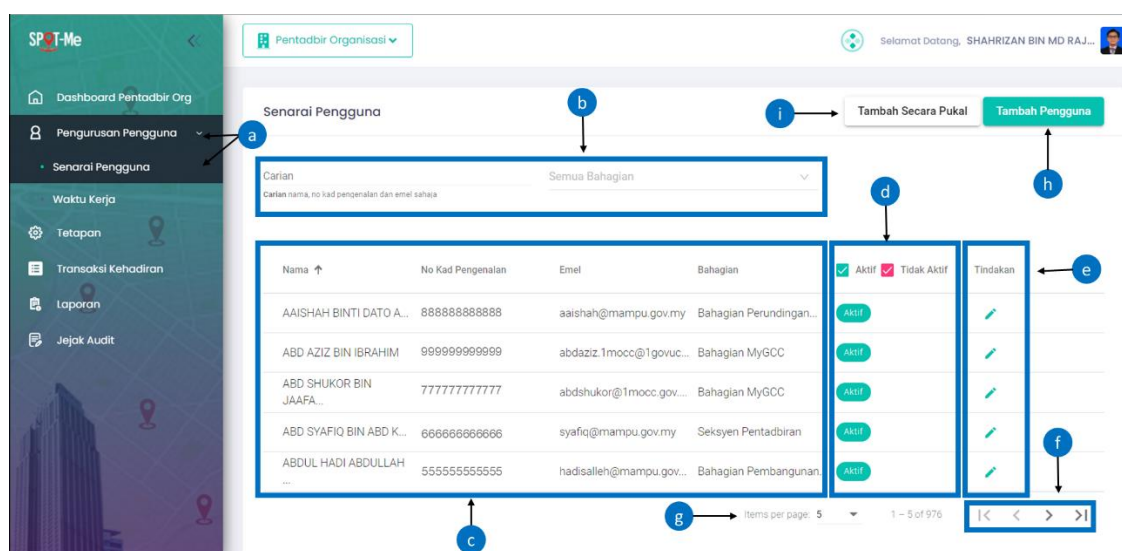 SPOT-Me
Pentadbir Organisasi
Selamat Datang, SHAHRIZAN BIN MD RAJ...
Dashboard Pentadbir Org
Pengurusan Pengguna
Senarai Pengguna
Waktu Kerja
Tetapan
Transaksi Kehadiran
Laporan
Jejak Audit
a
Senarai Pengguna
b
i
Tambah Secara Pukal
Tambah Pengguna
h
Carian
Semua Bahagian
Carian nama, no kad pengenalan dan emel sahaja
d
e
Nama No Kad Pengenalan Emel Bahagian Aktif Tidak Aktif Tindakan
AAISHAH BINTI DATO A... 888888888888 aaishah@mampu.gov.my Bahagian Perundingan... Aktif
ABD AZIZ BIN IBRAHIM 999999999999 abdaziz.1mocc@1govuc... Bahagian MyGCC Aktif
ABD SHUKOR BIN JAAFA... 777777777777 abdshukor@1mocc.gov.... Bahagian MyGCC Aktif
ABD SYAFIQ BIN ABD K... 666666666666 syafiq@mampu.gov.my Seksyen Pentadbiran Aktif
ABDUL HADI ABDULLAH ... 555555555555 hadisalleh@mampu.gov... Bahagian Pembangunan. Aktif
f
c
g
Items per page: 5 1 – 5 of 976